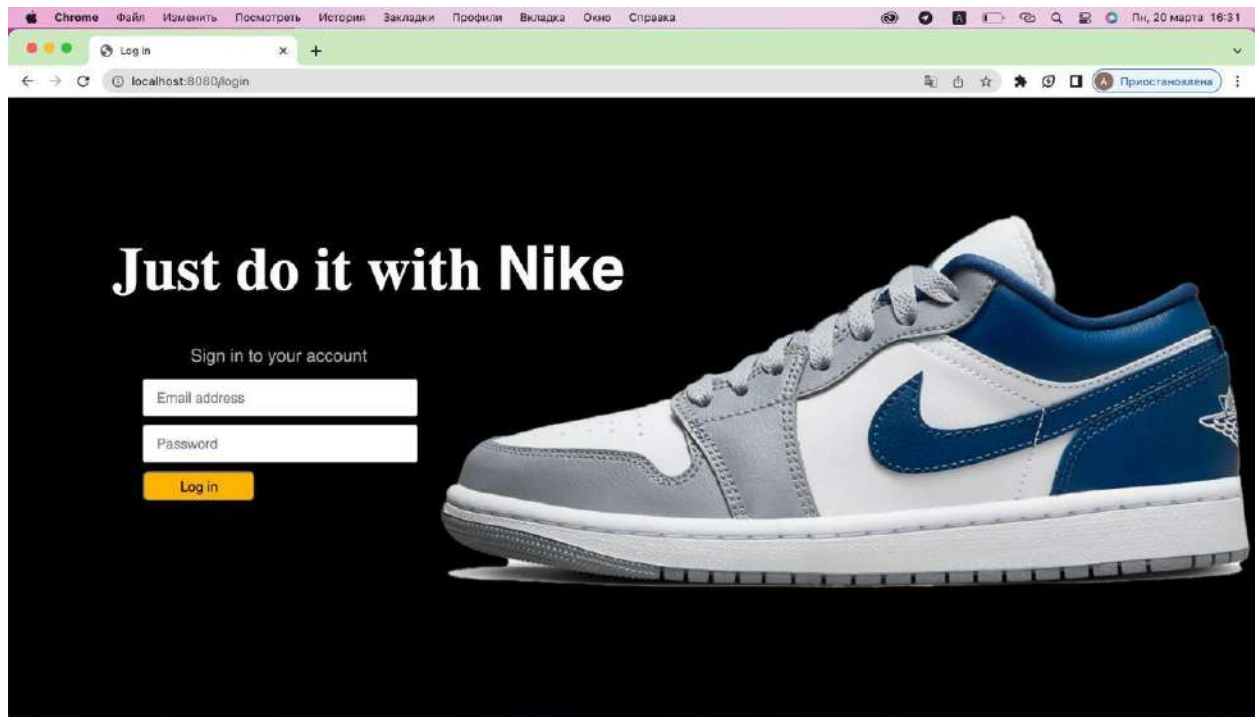 Chrome Файл Изменить Посмотреть История Закладки Профили Вкладка Окно Справка A Пн, 20 марта 16:31
Log in
localhost:8080/login A Приостановлена
Just do it with Nike
Sign in to your account
Email address
Password
Log in